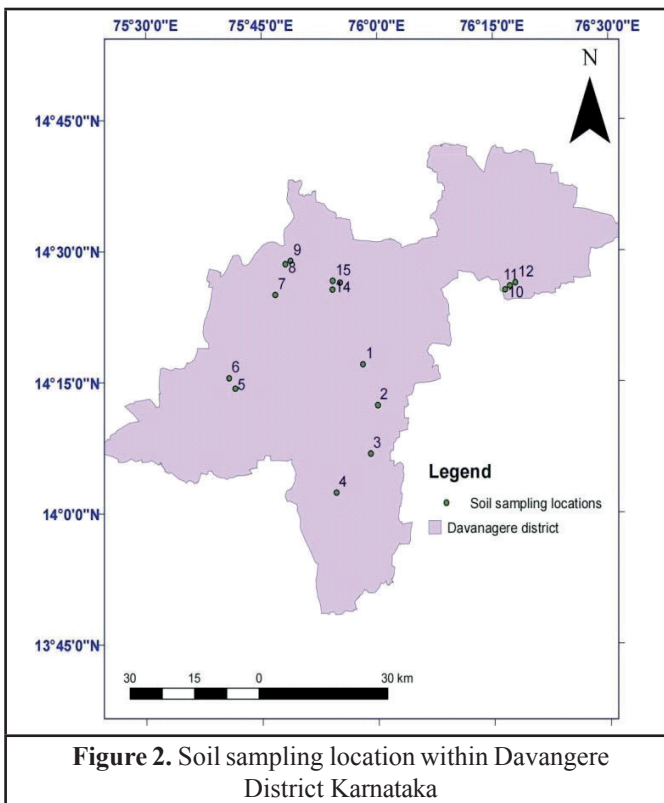 75°30'0"E 75°45'0"E 76°0'0"E 76°15'0"E 76°30'0"E
N
14°45'0"N
14°30'0"N
9
8
15
14
12
11
10
7
1
14°15'0"N
6
5
2
3
4
Legend
Soil sampling locations
Davanagere district
14°0'0"N
13°45'0"N
30 15 0 30 km
Figure 2. Soil sampling location within Davangere
District Karnataka